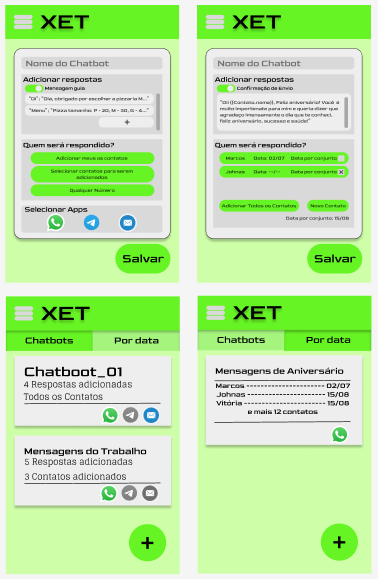 XET
Nome do Chatbot
Adicionar respostas
Mensagem guia
"Oi": "Olá, obrigado por escolher a pizzaria M...
"Menu": "Pizza tamanho: P - 20, M - 30, G - 4...
+
Quem será respondido?
Adicionar meus os contatos
Selecionar contatos para serem
adicionados
Qualquer Número
Selecionar Apps
Salvar
XET
Nome do Chatbot
Adicionar respostas
Confirmação de Envio
"Oii {{Contato.nome}}, Feliz aniversário! Você é
muito importante para mim e queria dizer que
agradeço imensamente o dia que te conheci,
feliz aniversário, sucesso e saúde!"
Quem será respondido?
Marcos Data: 02/07 Data por conjunto
Johnas Data: --/-- Data por conjunto X
Adicionar Todos os Contatos Novo Contato
Data por conjunto: 15/08
Salvar
XET
Chatbots Por data
Chatboot_01
4 Respostas adicionadas
Todos os Contatos
Mensagens do Trabalho
5 Respostas adicionadas
3 Contatos adicionados
+
XET
Chatbots Por data
Mensagens de Aniversário
Marcos ---------------------- 02/07
Johnas ---------------------- 15/08
Vitória ---------------------- 15/08
e mais 12 contatos
+